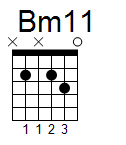 Bm11
× × ○
1 1 2 3